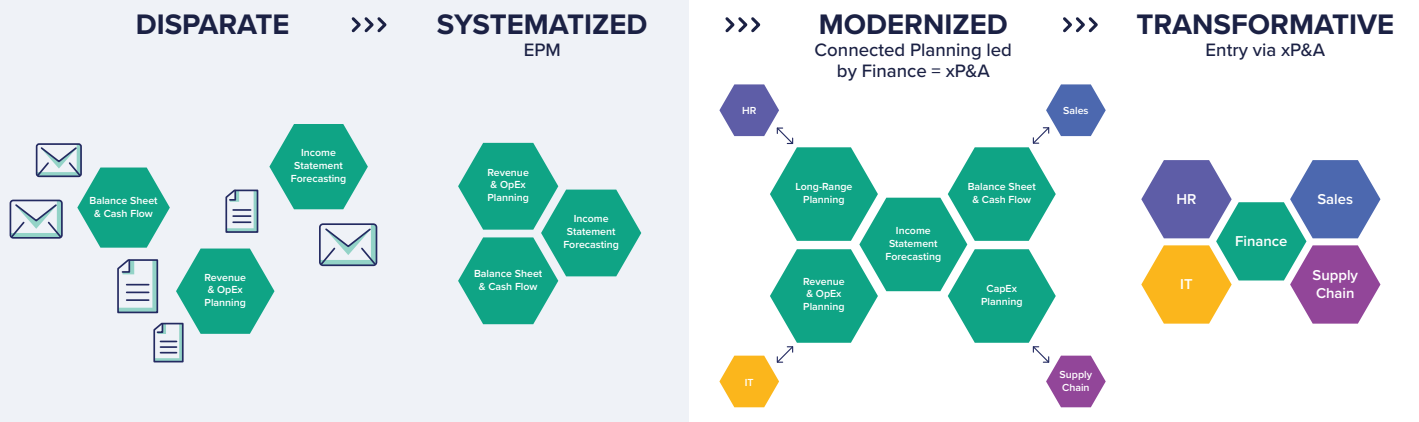 DISPARATE
>>>
SYSTEMATIZED
EPM
>>>
MODERNIZED
Connected Planning led
by Finance = xP&A
>>>
TRANSFORMATIVE
Entry via xP&A
Balance Sheet
& Cash Flow
Income
Statement
Forecasting
Revenue
& OpEx
Planning
Revenue
& OpEx
Planning
Income
Statement
Forecasting
Balance Sheet
& Cash Flow
HR
Sales
Long-Range
Planning
Balance Sheet
& Cash Flow
Income
Statement
Forecasting
Revenue
& OpEx
Planning
CapEx
Planning
IT
Supply
Chain
HR
Sales
Finance
IT
Supply
Chain